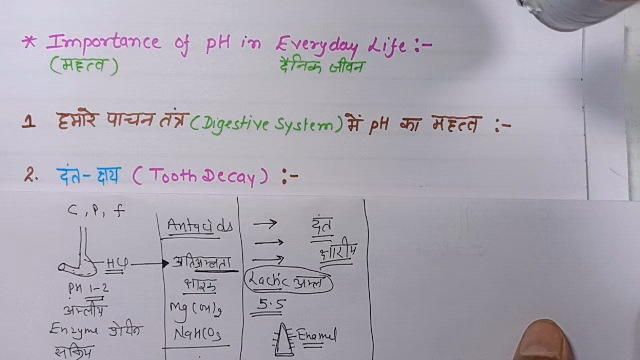 * Importance of pH in Everyday Life :-
(महत्व) दैनिक जीवन
1 हमारे पाचन तंत्र (Digestive System) में pH का महत्व :-
2. दंत-क्षय (Tooth Decay) :-
C, P, f
HCl
PH 1-2
अम्लीय
Enzyme
सक्रिय
Antacids
अतिअम्लता
Mg(OH)2
NaHCO3
→ दंत
→
→ क्षारीय
Lactic अम्ल
5.5
Enamel